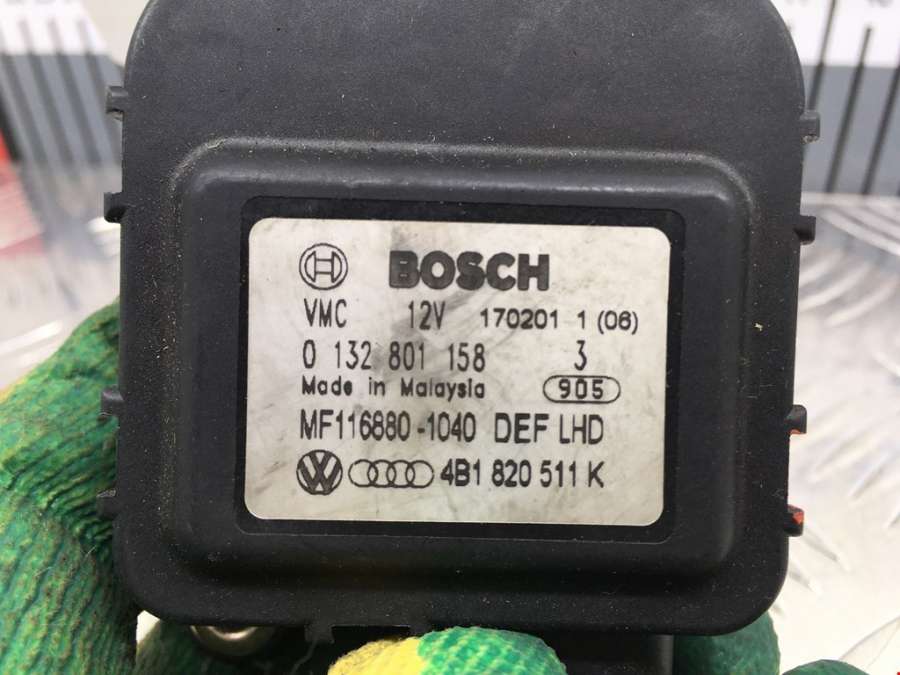 BOSCH
VMC 12V 170201 1 (06)
0 132 801 158 3
Made in Malaysia 905
MF116880-1040 DEF LHD
4B1 820 511 K